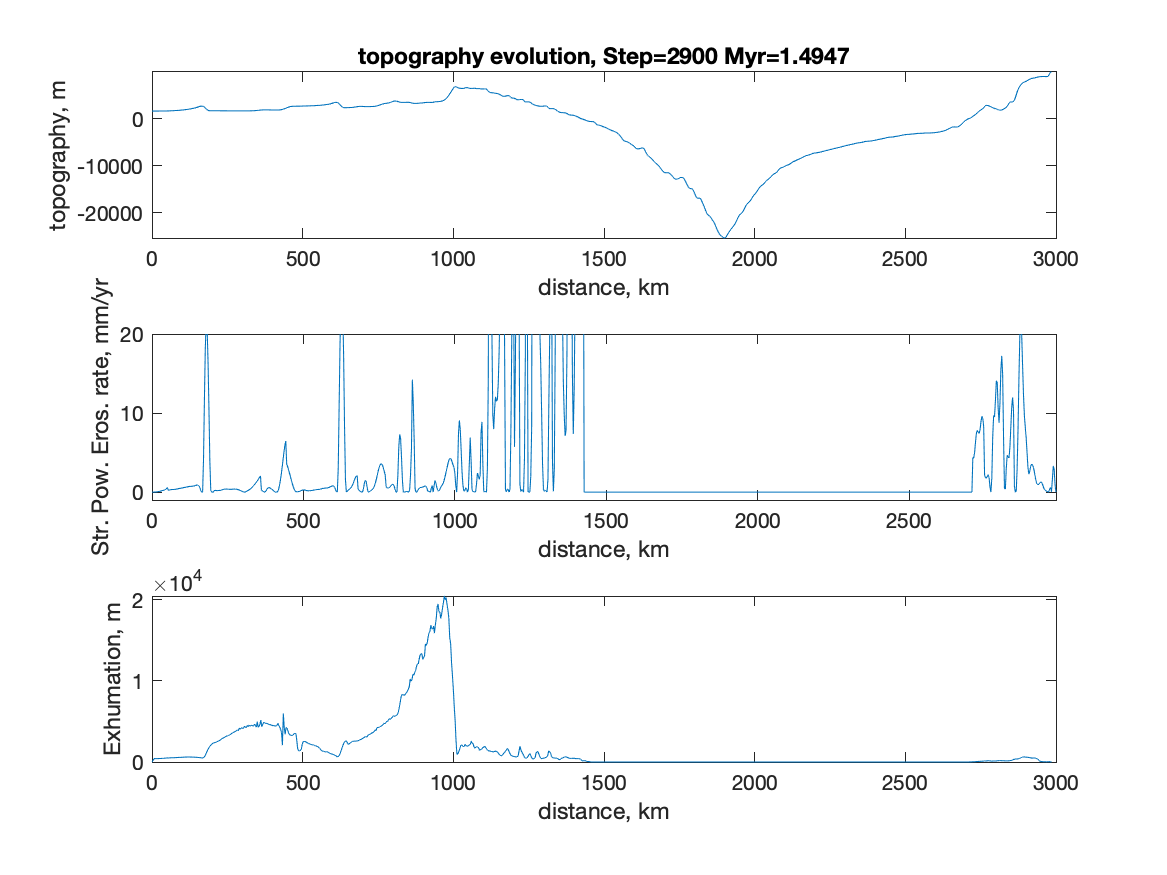 topography evolution, Step=2900 Myr=1.4947
topography, m
0
-10000
-20000
0 500 1000 1500 2000 2500 3000
distance, km
Str. Pow. Eros. rate, mm/yr
20
10
0
0 500 1000 1500 2000 2500
distance, km
×10⁴
Exhumation, m
2
1
0
0 500 1000 1500 2000 2500 3000
distance, km